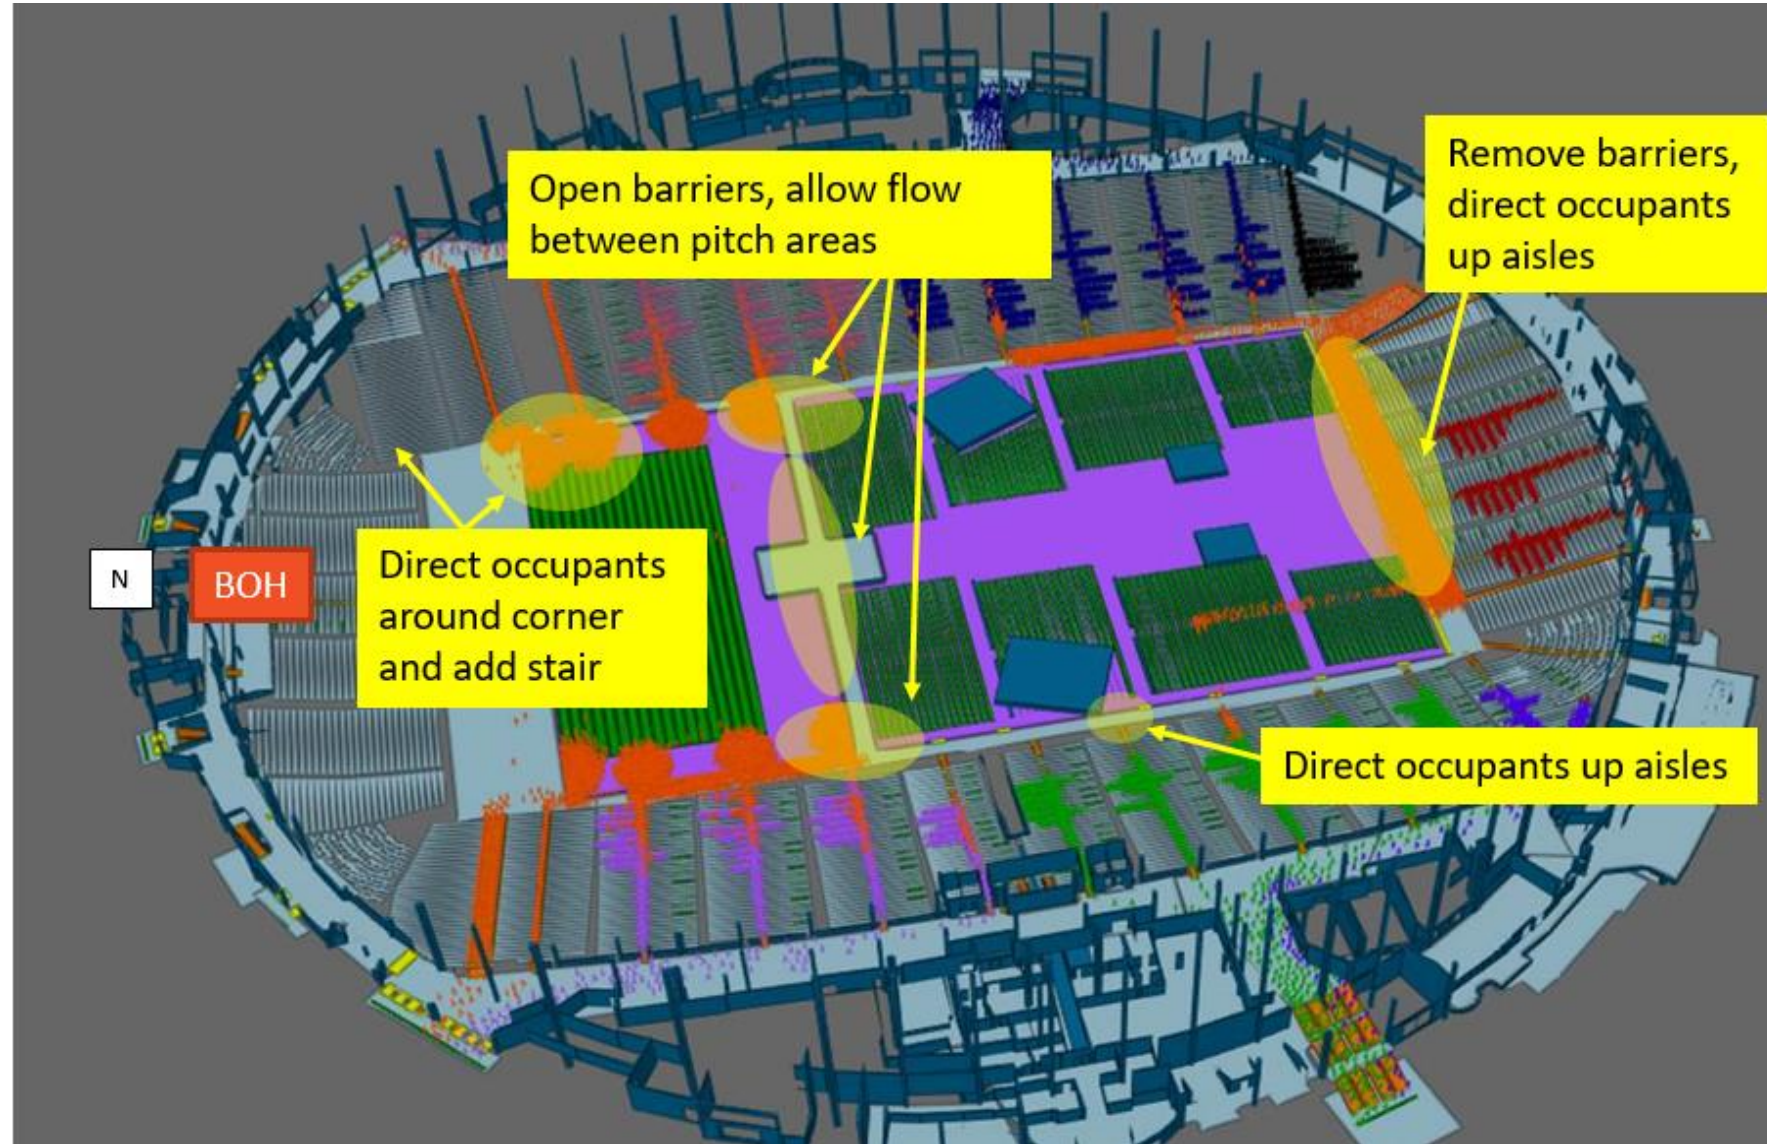 Open barriers, allow flow
between pitch areas
Remove barriers,
direct occupants
up aisles
N
BOH
Direct occupants
around corner
and add stair
Direct occupants up aisles